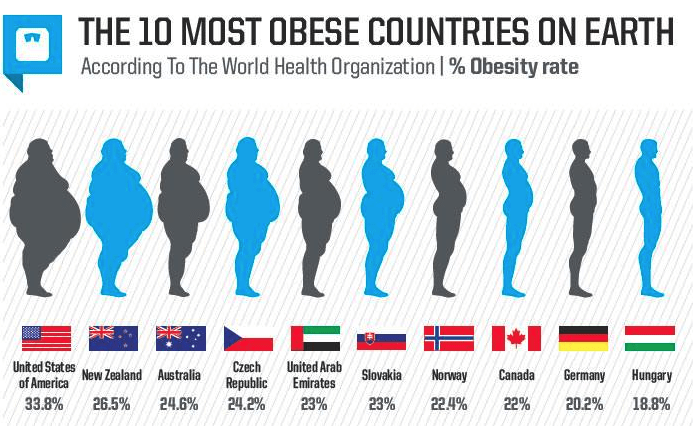 THE 10 MOST OBESE COUNTRIES ON EARTH
According To The World Health Organization | % Obesity rate
United States of America
33.8%
New Zealand
26.5%
Australia
24.6%
Czech Republic
24.2%
United Arab Emirates
23%
Slovakia
23%
Norway
22.4%
Canada
22%
Germany
20.2%
Hungary
18.8%